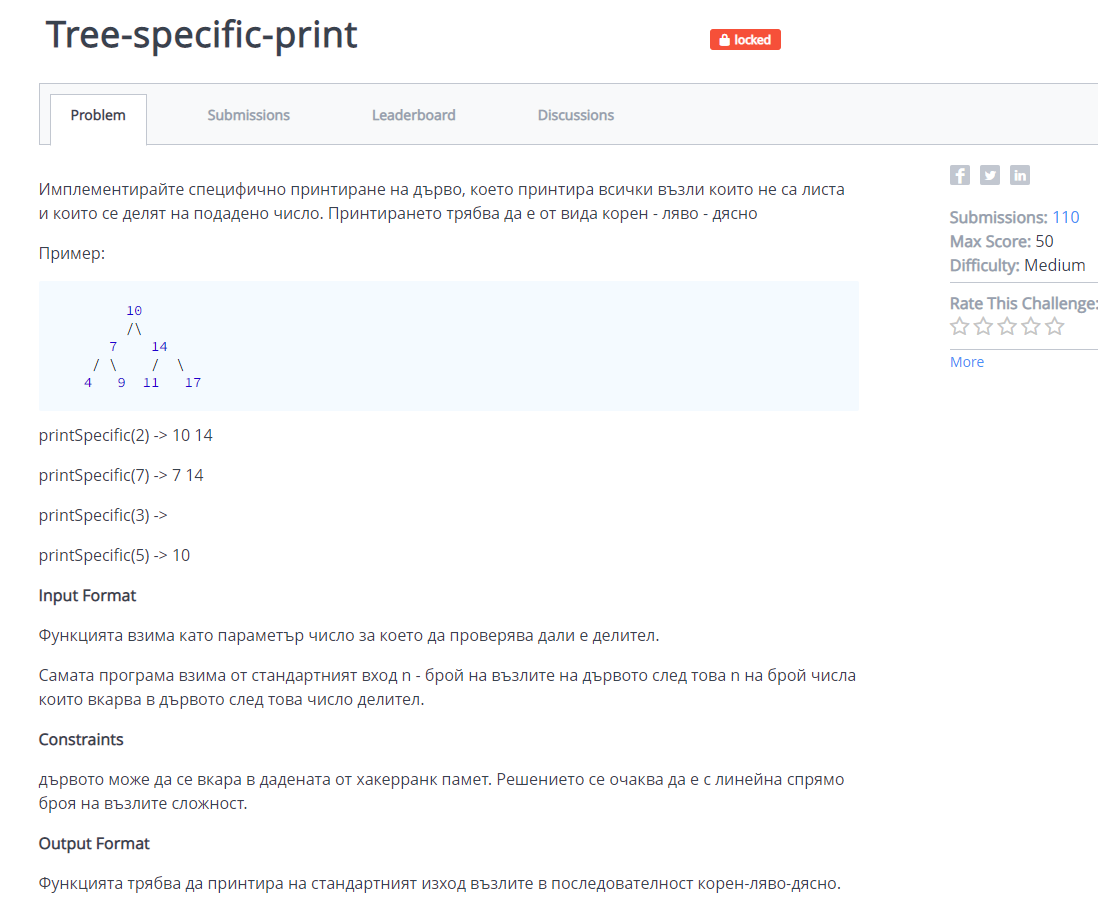 Tree-specific-print
locked
Problem
Submissions
Leaderboard
Discussions
Имплементирайте специфично принтиране на дърво, което принтира всички възли които не са листа
и които се делят на подадено число. Принтирането трябва да е от вида корен - ляво - дясно
Пример:
10
/\
7 14
/ \ / \
4 9 11 17
printSpecific(2) -> 10 14
printSpecific(7) -> 7 14
printSpecific(3) ->
printSpecific(5) -> 10
Input Format
Функцията взима като параметър число за което да проверява дали е делител.
Самата програма взима от стандартният вход n - брой на възлите на дървото след това n на брой числа
които вкарва в дървото след това число делител.
Constraints
дървото може да се вкара в дадената от хакерранк памет. Решението се очаква да е с линейна спрямо
броя на възлите сложност.
Output Format
Функцията трябва да принтира на стандартният изход възлите в последователност корен-ляво-дясно.
f
in
Submissions: 110
Max Score: 50
Difficulty: Medium
Rate This Challenge:
More